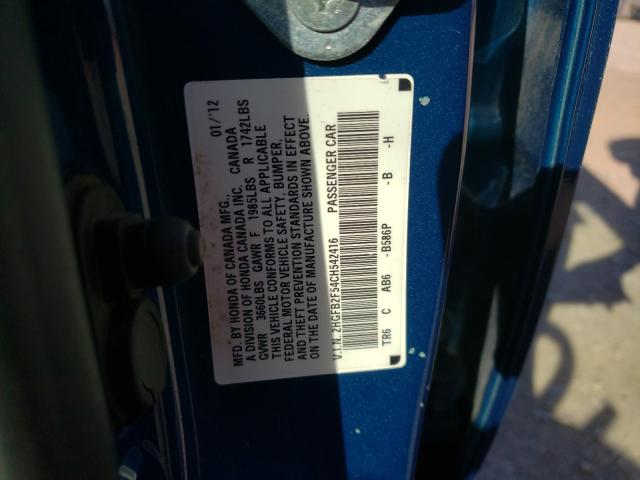 MFD. BY HONDA OF CANADA MFG. 01/'12
A DIVISION OF HONDA CANADA INC. CANADA
GVWR 3660LBS GAWR F 1985LBS R 1742LBS
THIS VEHICLE CONFORMS TO ALL APPLICABLE
FEDERAL MOTOR VEHICLE SAFETY, BUMPER,
AND THEFT PREVENTION STANDARDS IN EFFECT
ON THE DATE OF MANUFACTURE SHOWN ABOVE.
V.I.N. 2HGFB2F54CH542416 PASSENGER CAR
TR6 C AB6 -B586P -B -H